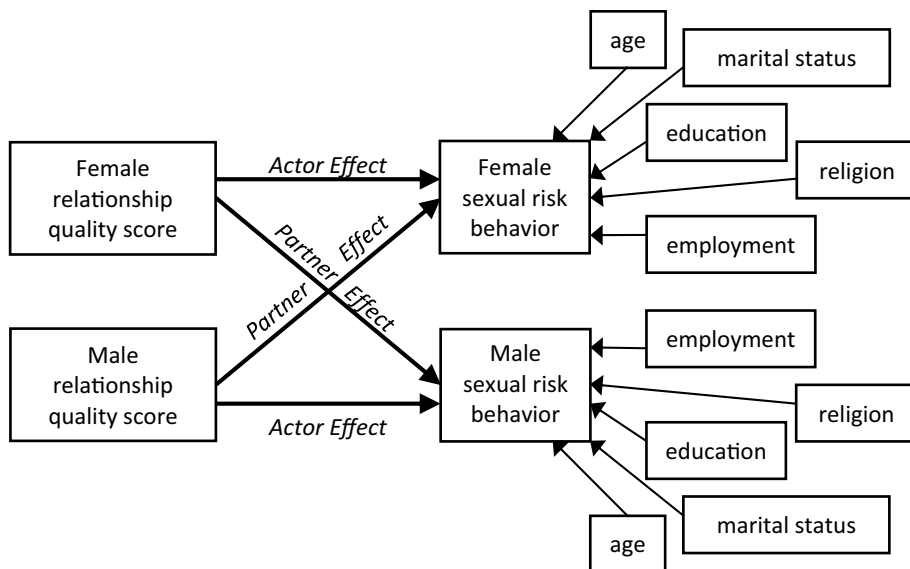 age
marital status
education
religion
employment
Female
relationship
quality score
Actor Effect
Female
sexual risk
behavior
Partner Effect
Partner Effect
Male
relationship
quality score
Actor Effect
Male
sexual risk
behavior
employment
religion
education
marital status
age